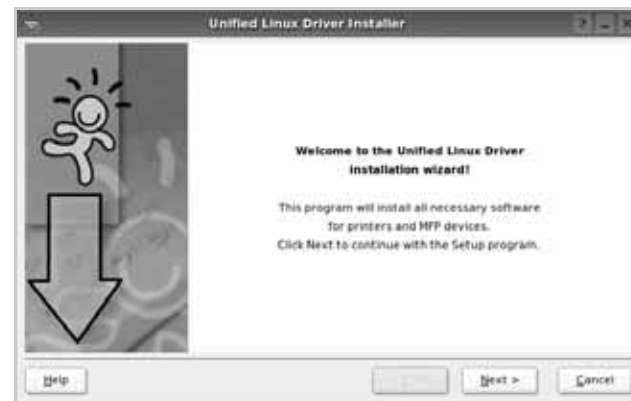 Unified Linux Driver Installer
Welcome to the Unified Linux Driver
installation wizard!
This program will install all necessary software
for printers and MFP devices.
Click Next to continue with the Setup program.
Help
Next >
Cancel